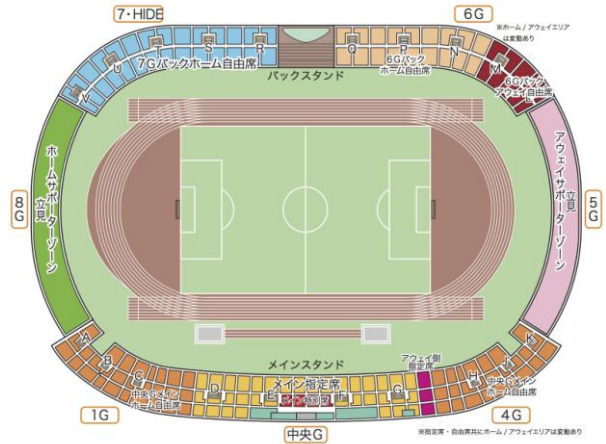 7・HIDE
6G
※ホーム / アウェイエリア
は変動あり
V
U
T
S
R
Q
P
N
M
L
7Gバックホーム自由席
6Gバック
ホーム自由席
6Gバック
アウェイ自由席
バックスタンド
8G
ホームサポーターゾーン
立見
アウェイサポーターゾーン
立見
5G
メインスタンド
アウェイ側
指定席
A
B
C
D
E
F
G
H
J
K
メイン指定席
中央Gメイン
ホーム自由席
中央Gメイン
ホーム自由席
1G
中央G
4G
※指定席・自由席共にホーム / アウェイエリアは変動あり